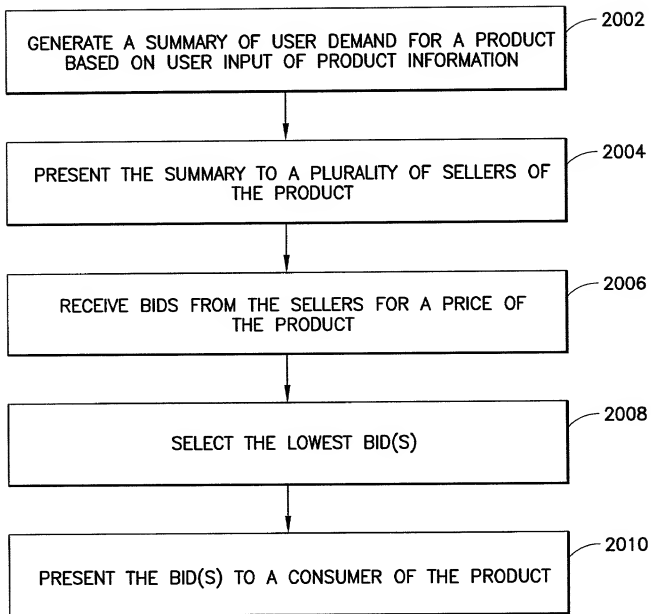 GENERATE A SUMMARY OF USER DEMAND FOR A PRODUCT
BASED ON USER INPUT OF PRODUCT INFORMATION
2002
PRESENT THE SUMMARY TO A PLURALITY OF SELLERS OF
THE PRODUCT
2004
RECEIVE BIDS FROM THE SELLERS FOR A PRICE OF
THE PRODUCT
2006
SELECT THE LOWEST BID(S)
2008
PRESENT THE BID(S) TO A CONSUMER OF THE PRODUCT
2010